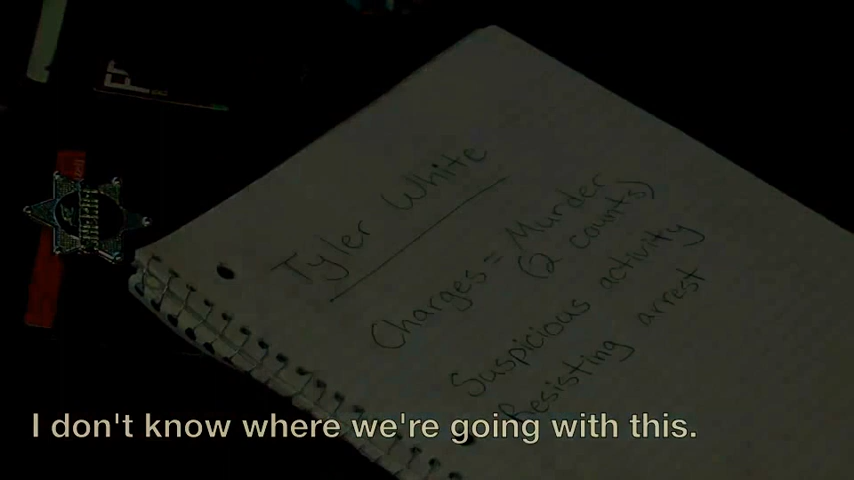 Tyler White
Charges = Murder
(2 counts)
Suspicious activity
Resisting arrest
I don't know where we're going with this.